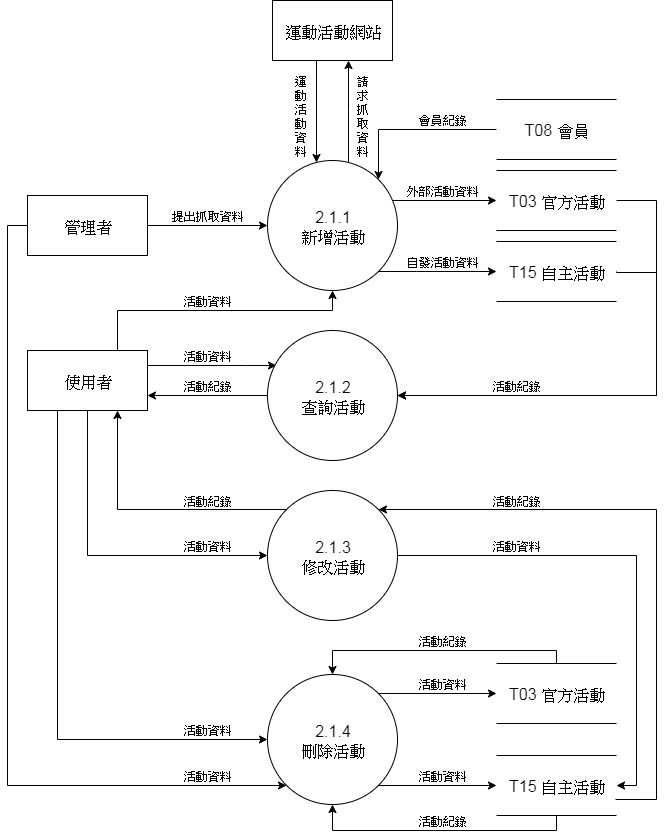 運動活動網站
運動活動資料
請求抓取資料
會員紀錄
T08 會員
外部活動資料
T03 官方活動
管理者
提出抓取資料
2.1.1
新增活動
自發活動資料
T15 自主活動
活動資料
使用者
活動資料
活動紀錄
2.1.2
查詢活動
活動紀錄
活動紀錄
活動紀錄
活動資料
2.1.3
修改活動
活動資料
活動紀錄
活動資料
T03 官方活動
活動資料
2.1.4
刪除活動
活動資料
活動資料
T15 自主活動
活動紀錄